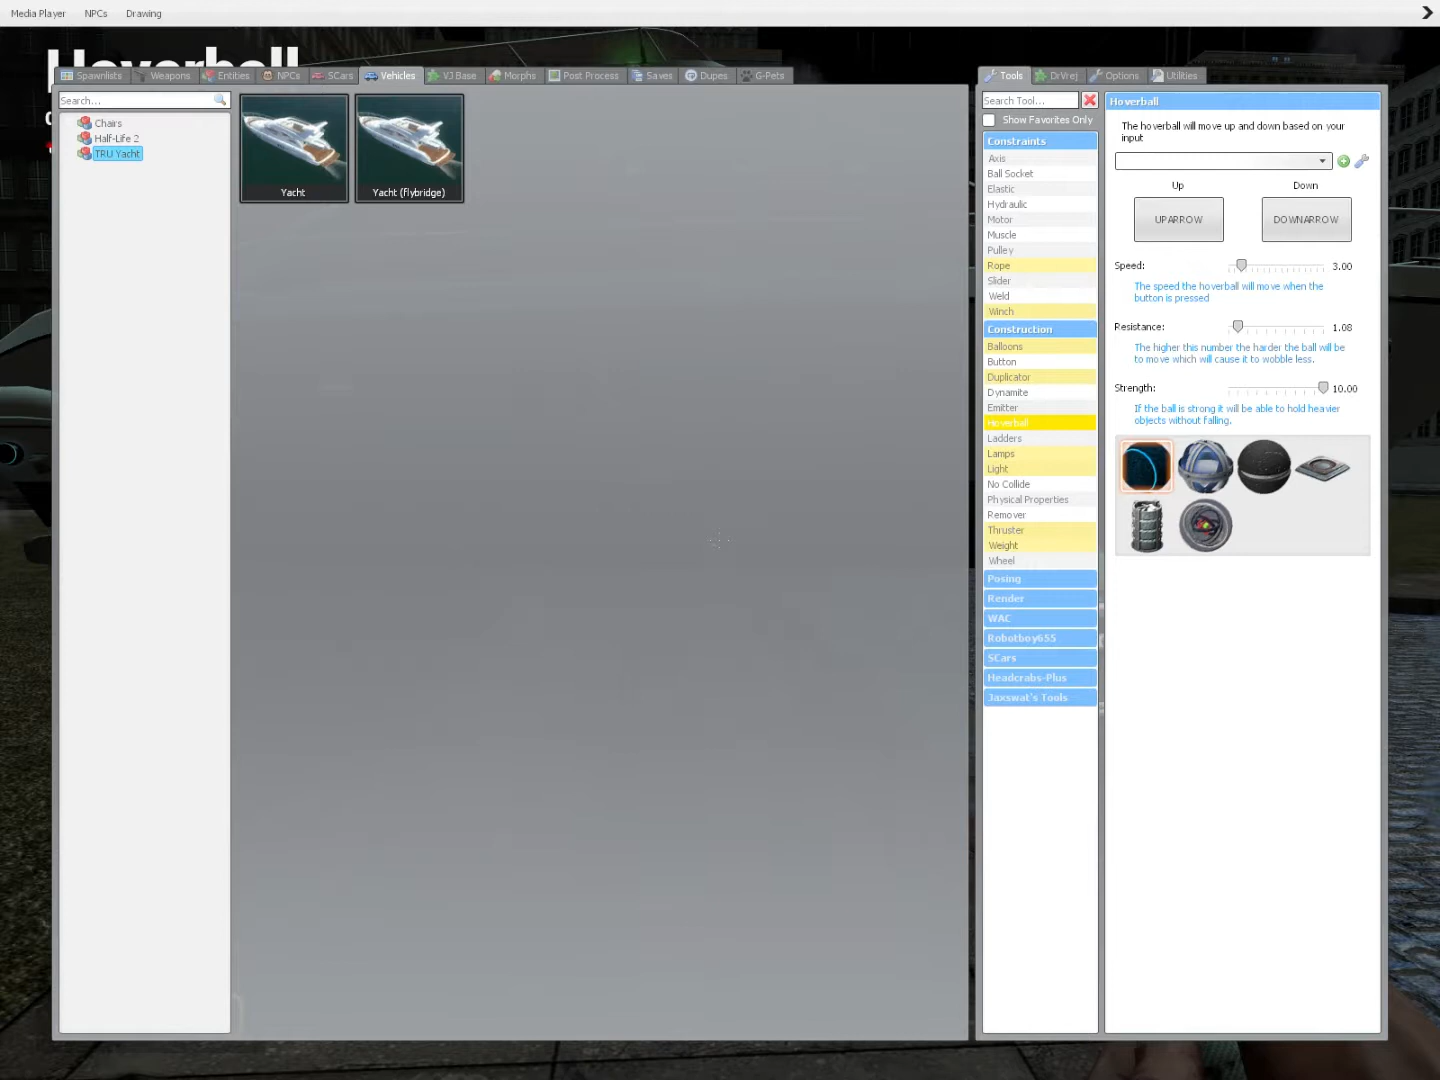 Media Player NPCs Drawing
Hoverball
Spawnlists Weapons Entities NPCs SCars Vehicles VJ Base Morphs Post Process Saves Dupes G-Pets
Tools DrVrej Options Utilities
Search...
Chairs
Half-Life 2
TRU Yacht
Yacht
Yacht (flybridge)
Search Tool...
Show Favorites Only
Constraints
Axis
Ball Socket
Elastic
Hydraulic
Motor
Muscle
Pulley
Rope
Slider
Weld
Winch
Construction
Balloons
Button
Duplicator
Dynamite
Emitter
Hoverball
Ladders
Lamps
Light
No Collide
Physical Properties
Remover
Thruster
Weight
Wheel
Posing
Render
WAC
Robotboy655
SCars
Headcrabs-Plus
Jaxswat's Tools
Hoverball
The hoverball will move up and down based on your
input
Up Down
UPARROW DOWNARROW
Speed: 3.00
The speed the hoverball will move when the
button is pressed
Resistance: 1.08
The higher this number the harder the ball will be
to move which will cause it to wobble less.
Strength: 10.00
If the ball is strong it will be able to hold heavier
objects without falling.